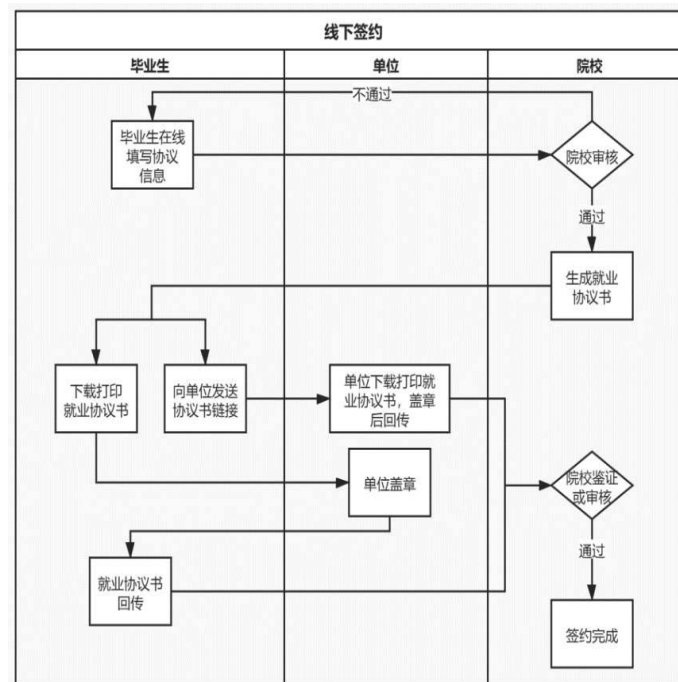 线下签约
毕业生
单位
院校
不通过
毕业生在线
填写协议
信息
院校审核
通过
生成就业
协议书
下载打印
就业协议书
向单位发送
协议书链接
单位下载打印就
业协议书，盖章
后回传
单位盖章
院校鉴证
或审核
通过
就业协议书
回传
签约完成